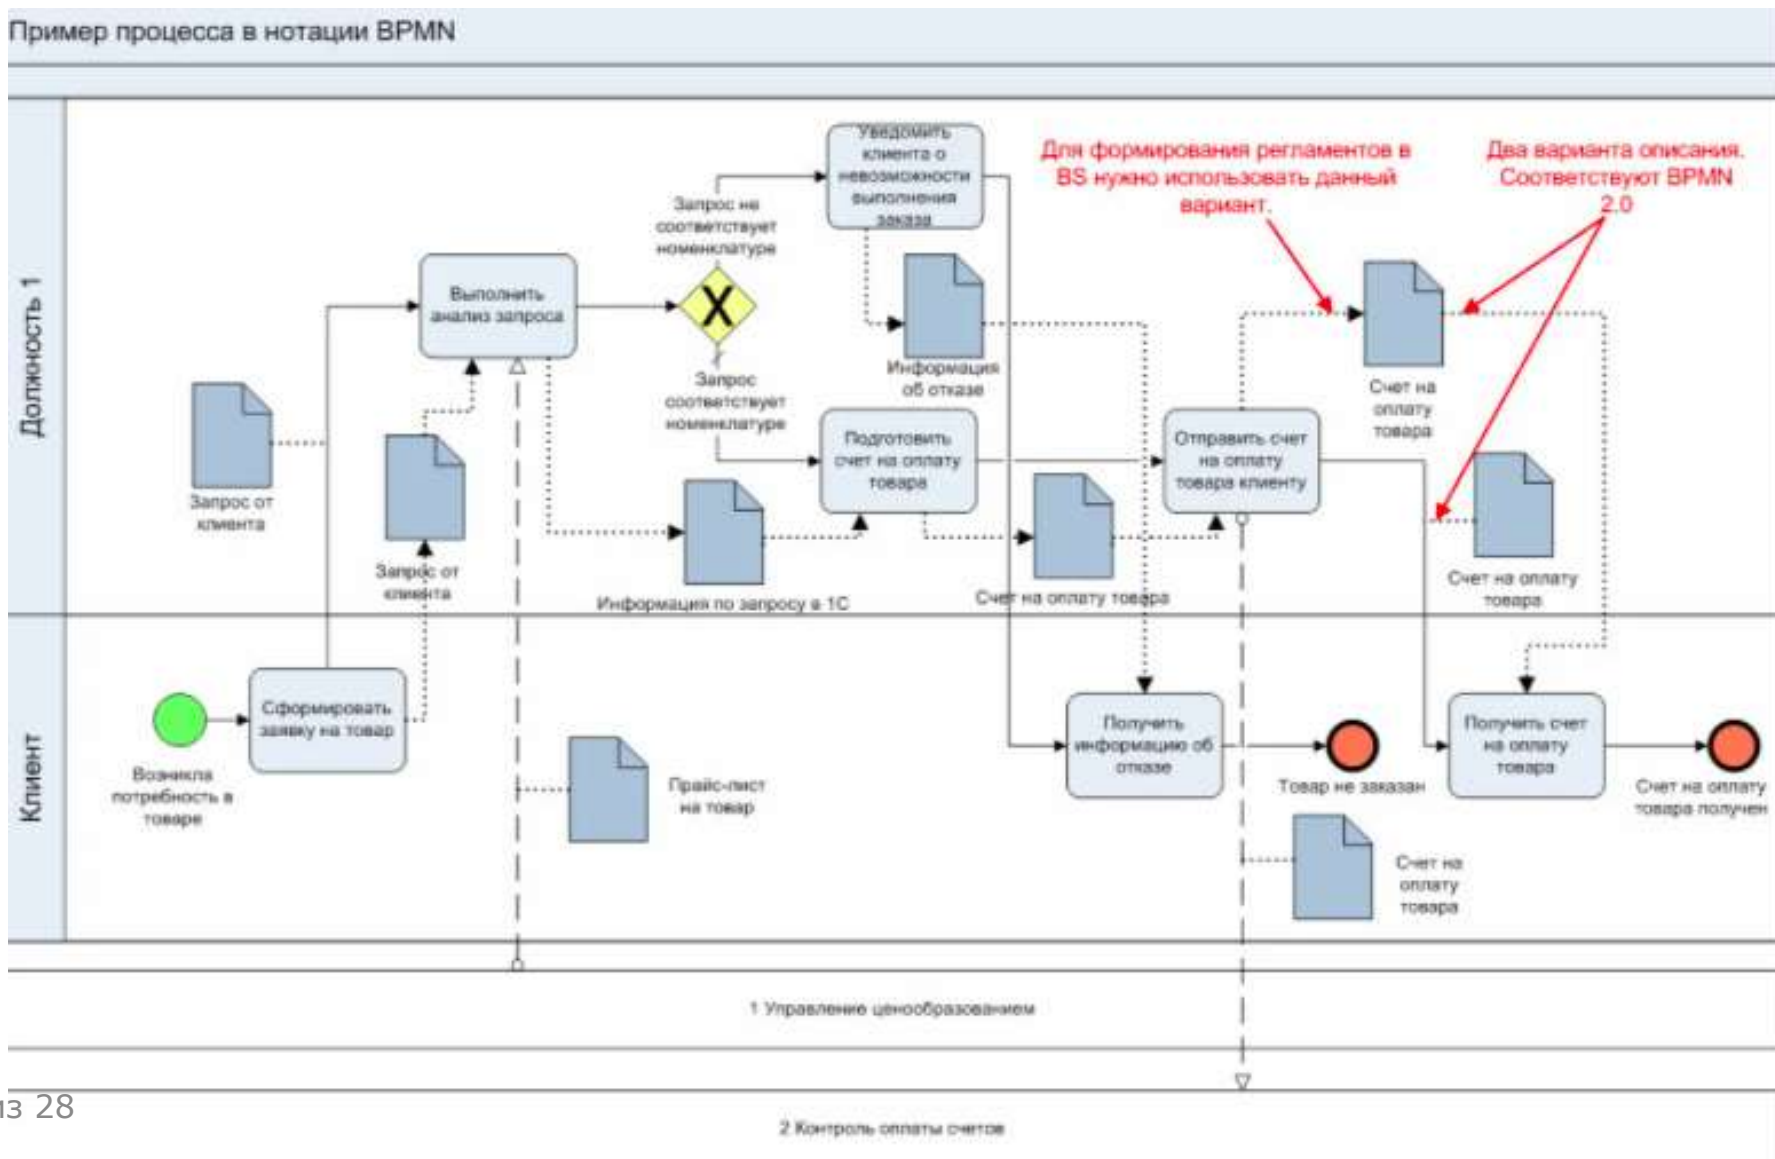 Пример процесса в нотации BPMN
Должность 1
Уведомить
клиента о
невозможности
выполнения
заказа
Для формирования регламентов в
BS нужно использовать данный
вариант.
Два варианта описания.
Соответствуют BPMN
2.0
Запрос не
соответствует
номенклатуре
Выполнить
анализ запроса
X
Информация
об отказе
Запрос
соответствует
номенклатуре
Счет на
оплату
товара
Подготовить
счет на оплату
товара
Отправить счет
на оплату
товара клиенту
Запрос от
клиента
Запрос от
клиента
Информация по запросу в 1С
Счет на оплату товара
Счет на оплату
товара
Клиент
Сформировать
заявку на товар
Возникла
потребность в
товаре
Прайс-лист
на товар
Получить
информацию об
отказе
Товар не заказан
Получить счет
на оплату
товара
Счет на оплату
товара получен
Счет на
оплату
товара
1 Управление ценообразованием
из 28
2 Контроль оплаты счетов